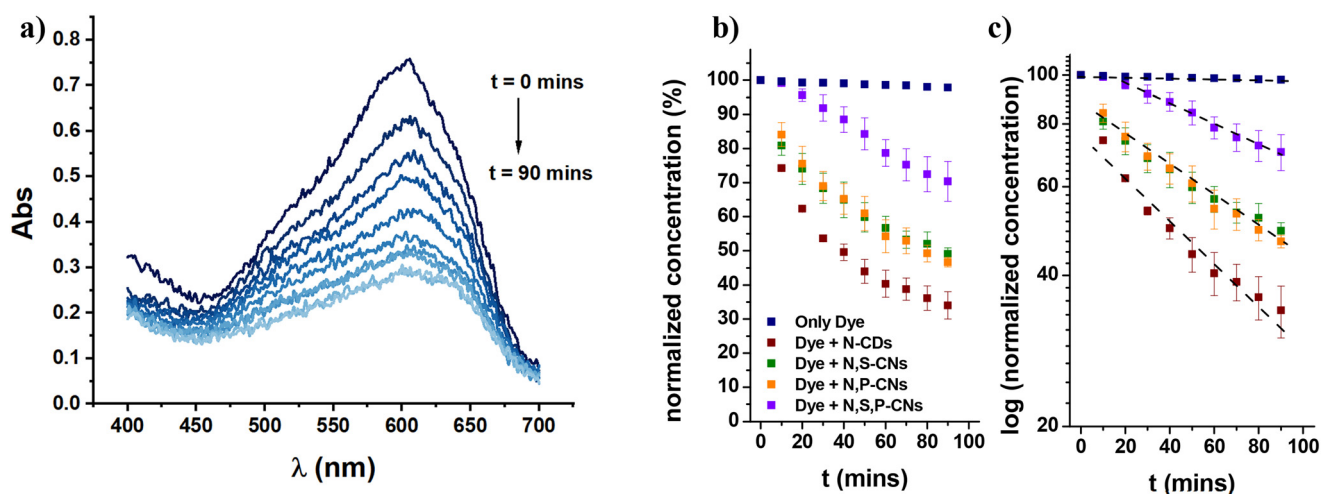 a)
Abs
0.8
0.7
0.6
0.5
0.4
0.3
0.2
0.1
0.0
400 450 500 550 600 650 700
λ (nm)
t = 0 mins
t = 90 mins
b)
normalized concentration (%)
100
90
80
70
60
50
40
30
20
10
0
Only Dye
Dye + N-CDs
Dye + N,S-CNs
Dye + N,P-CNs
Dye + N,S,P-CNs
0 20 40 60 80 100
t (mins)
c)
log (normalized concentration)
100
80
60
40
20
0 20 40 60 80 100
t (mins)